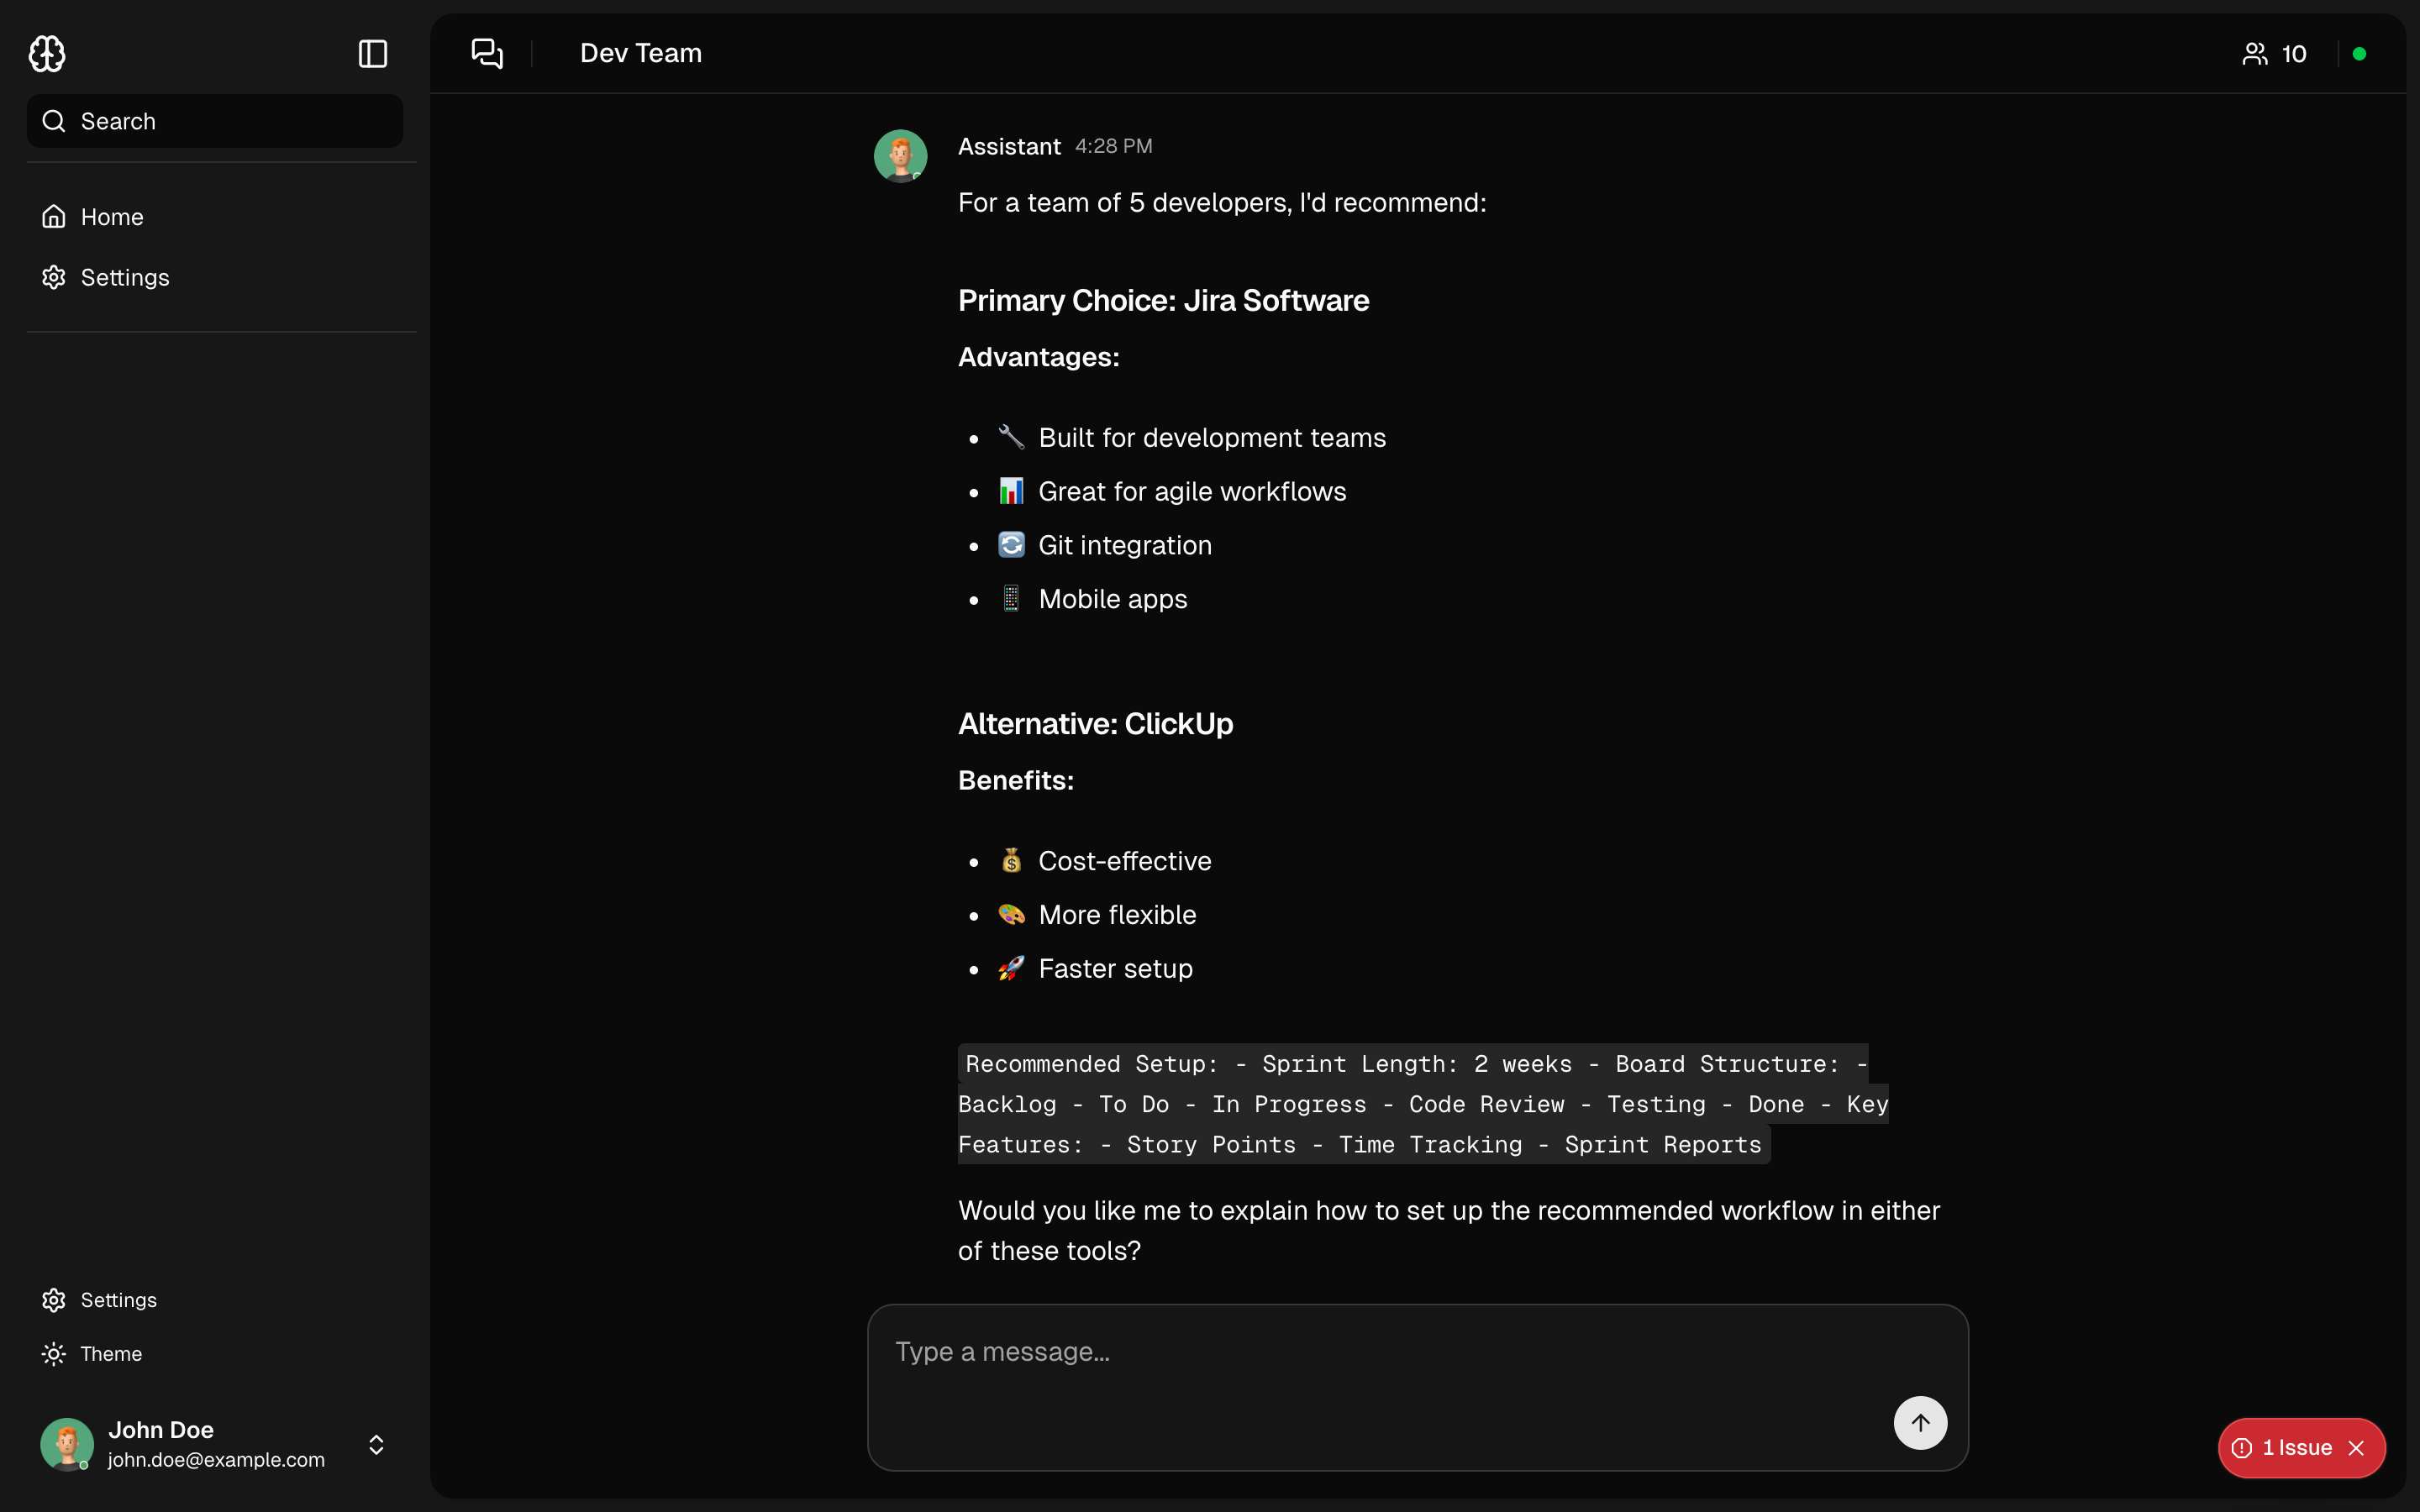 Search
Home
Settings
Settings
Theme
John Doe
john.doe@example.com
Dev Team
10
Assistant 4:28 PM
For a team of 5 developers, I'd recommend:
Primary Choice: Jira Software
Advantages:
• 🔧 Built for development teams
• 📊 Great for agile workflows
• 🔄 Git integration
• 📱 Mobile apps
Alternative: ClickUp
Benefits:
• 💰 Cost-effective
• 🎨 More flexible
• 🚀 Faster setup
Recommended Setup: - Sprint Length: 2 weeks - Board Structure: -
Backlog - To Do - In Progress - Code Review - Testing - Done - Key
Features: - Story Points - Time Tracking - Sprint Reports
Would you like me to explain how to set up the recommended workflow in either
of these tools?
Type a message...
1 Issue